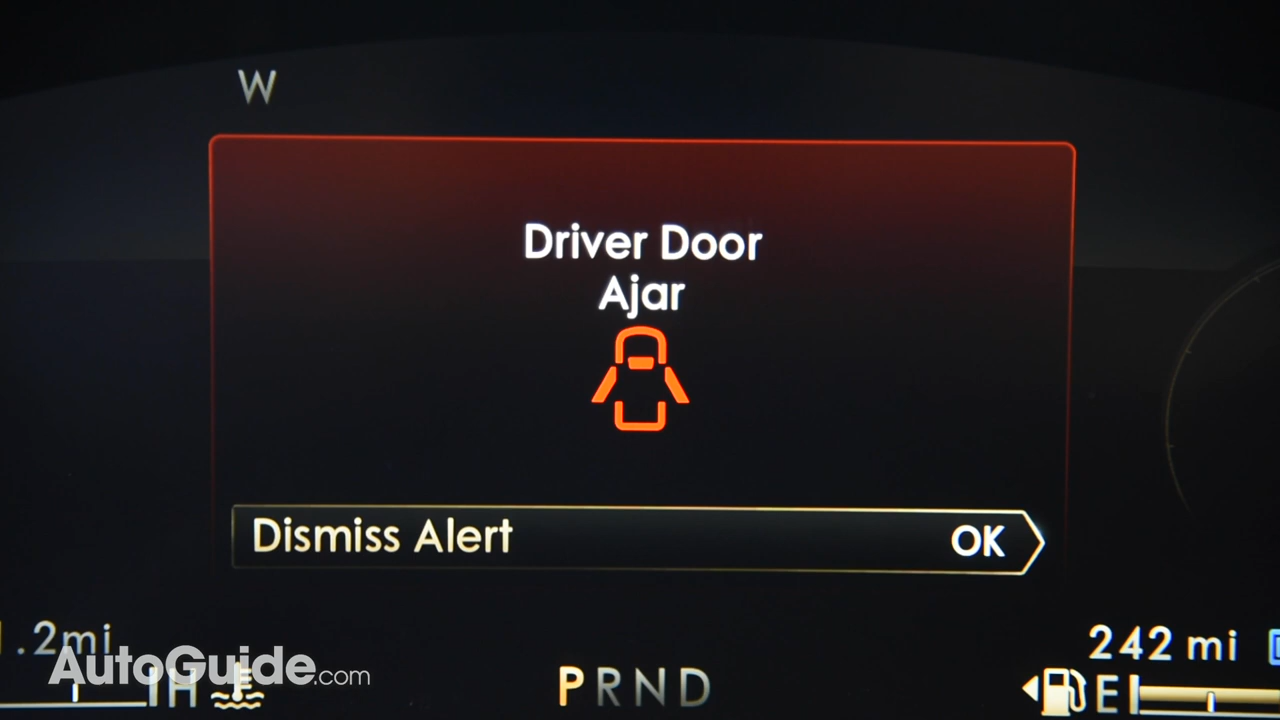 W
Driver Door
Ajar
Dismiss Alert OK
.2mi
242 mi
AutoGuide.com
H
PRND
E